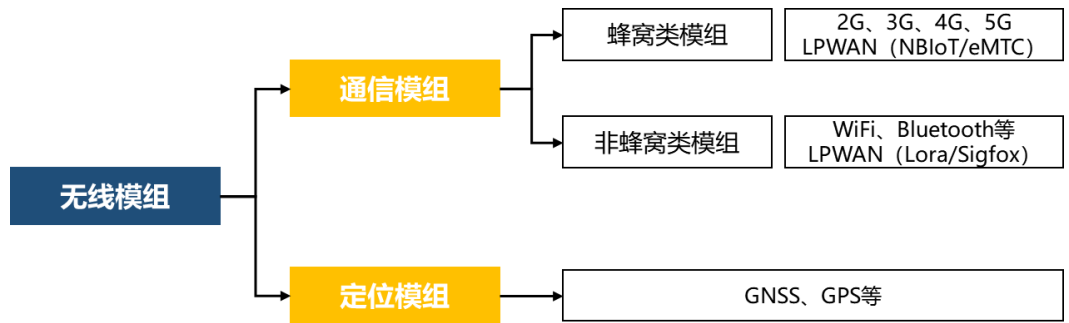 无线模组
通信模组
蜂窝类模组
2G、3G、4G、5G
LPWAN（NBIoT/eMTC）
非蜂窝类模组
WiFi、Bluetooth等
LPWAN（Lora/Sigfox）
定位模组
GNSS、GPS等